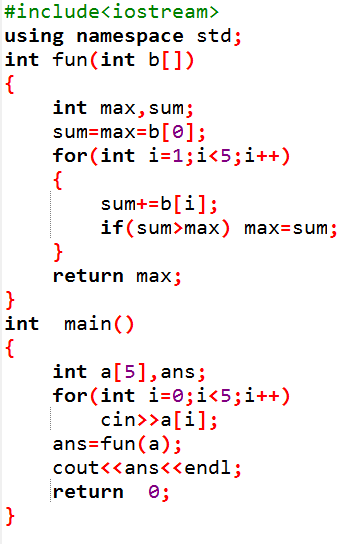 #include<iostream>
using namespace std;
int fun(int b[])
{
    int max,sum;
    sum=max=b[0];
    for(int i=1;i<5;i++)
    {
        sum+=b[i];
        if(sum>max) max=sum;
    }
    return max;
}
int  main()
{
    int a[5],ans;
    for(int i=0;i<5;i++)
        cin>>a[i];
    ans=fun(a);
    cout<<ans<<endl;
    return  0;
}